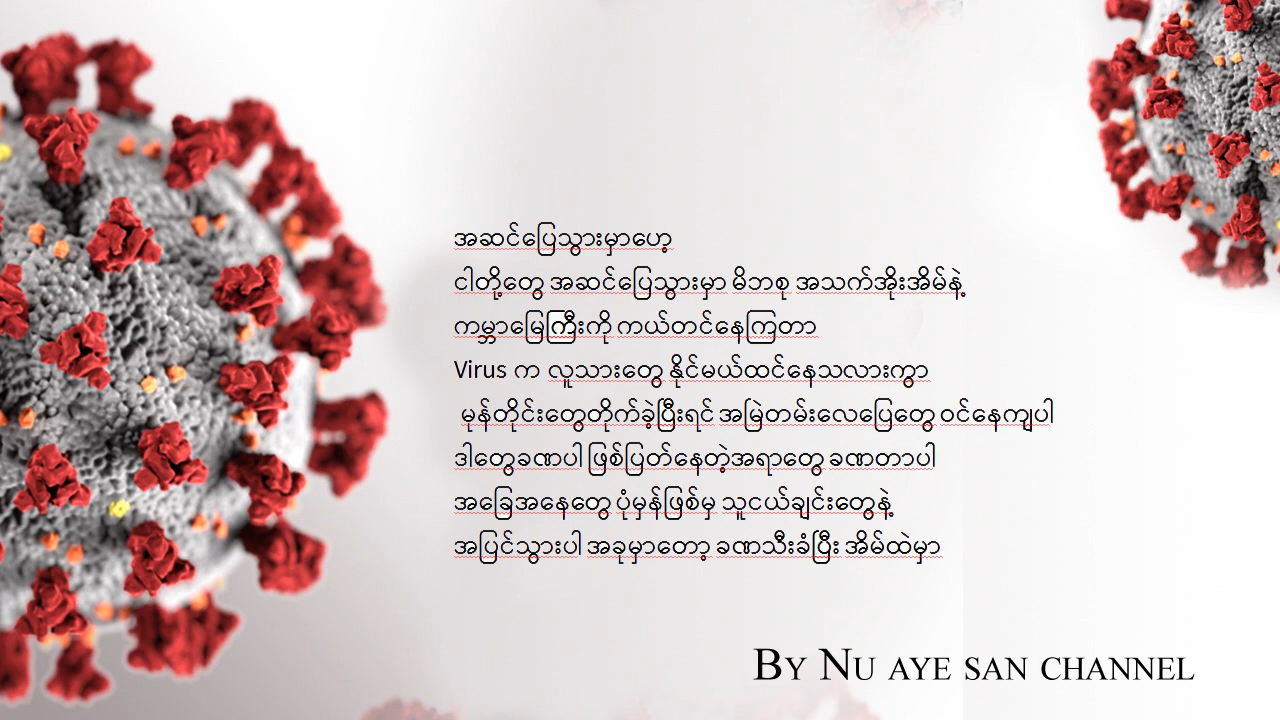 အဆင်ပြေသွားမှာဟေ့
ငါတို့တွေ အဆင်ပြေသွားမှာ မိဘစု အသက်အိုးအိမ်နဲ့
ကမ္ဘာမြေကြီးကို ကယ်တင်နေကြတာ
Virus က လူသားတွေ နိုင်မယ်ထင်နေသလားကွာ
မုန်တိုင်းတွေတိုက်ခဲ့ပြီးရင် အမြဲတမ်းလေပြေတွေ ဝင်နေကျပါ
ဒါတွေခဏပါ ဖြစ်ပြတ်နေတဲ့အရာတွေ ခဏတာပါ
အခြေအနေတွေ ပုံမှန်ဖြစ်မှ သူငယ်ချင်းတွေနဲ့
အပြင်သွားပါ အခုမှာတော့ ခဏသီးခံပြီး အိမ်ထဲမှာ
By Nu aye san channel